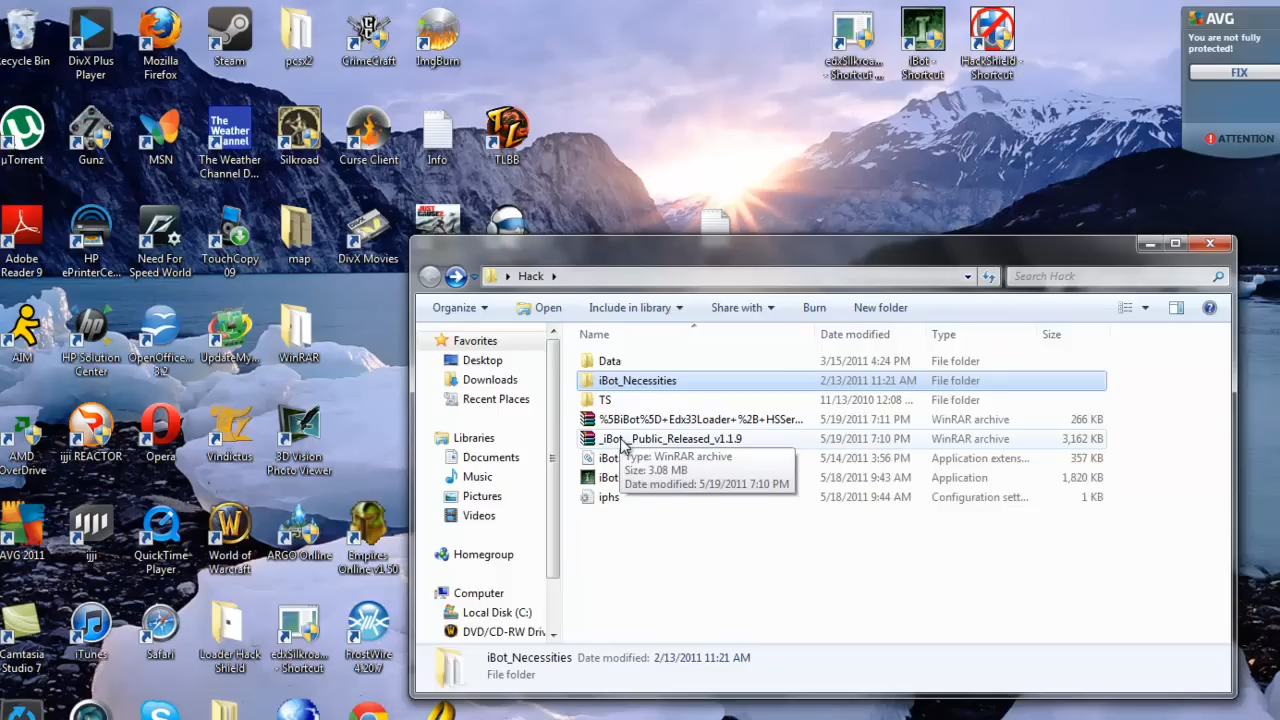 Recycle Bin
DivX Plus
Player
Mozilla
Firefox
Steam
pcsx2
CrimeCraft
ImgBurn
edxSilkroa...
- Shortcut ...
iBot -
Shortcut
HackShield -
Shortcut
AVG
You are not fully
protected!
FIX
ATTENTION
µTorrent
Gunz
MSN
The
Weather
Channel
The Weather
Channel D...
Silkroad
Curse Client
Info
TLBB
Adobe
Reader 9
HP
ePrinterCe...
Need For
Speed World
TouchCopy
09
map
DivX Movies
JUST
CAUSE 2
AIM
HP Solution
Center
OpenOffice....
3.2
UpdateMy...
WinRAR
AMD
OverDrive
ijji REACTOR
Opera
Vindictus
3D Vision
Photo Viewer
AVG 2011
ijji
QuickTime
Player
World of
Warcraft
ARGO Online
Empires
Online v1.50
Camtasia
Studio 7
iTunes
Safari
Loader Hack
Shield
edxSilkroa...
- Shortcut
FrostWire
4.20.7
Hack
Search Hack
Organize
Open
Include in library
Share with
Burn
New folder
Favorites
Desktop
Downloads
Recent Places
Libraries
Documents
Music
Pictures
Videos
Homegroup
Computer
Local Disk (C:)
DVD/CD-RW Driv
Name Date modified Type Size
Data 3/15/2011 4:24 PM File folder
iBot_Necessities 2/13/2011 11:21 AM File folder
TS 11/13/2010 12:08 ... File folder
%5BiBot%5D+Edx33Loader+%2B+HSSer... 5/19/2011 7:11 PM WinRAR archive 266 KB
_iBot_Public_Released_v1.1.9 5/19/2011 7:10 PM WinRAR archive 3,162 KB
iBot 5/14/2011 3:56 PM Application exten... 357 KB
iBot 5/18/2011 9:43 AM Application 1,820 KB
iphs 5/18/2011 9:44 AM Configuration sett... 1 KB
Type: WinRAR archive
Size: 3.08 MB
Date modified: 5/19/2011 7:10 PM
iBot_Necessities Date modified: 2/13/2011 11:21 AM
File folder